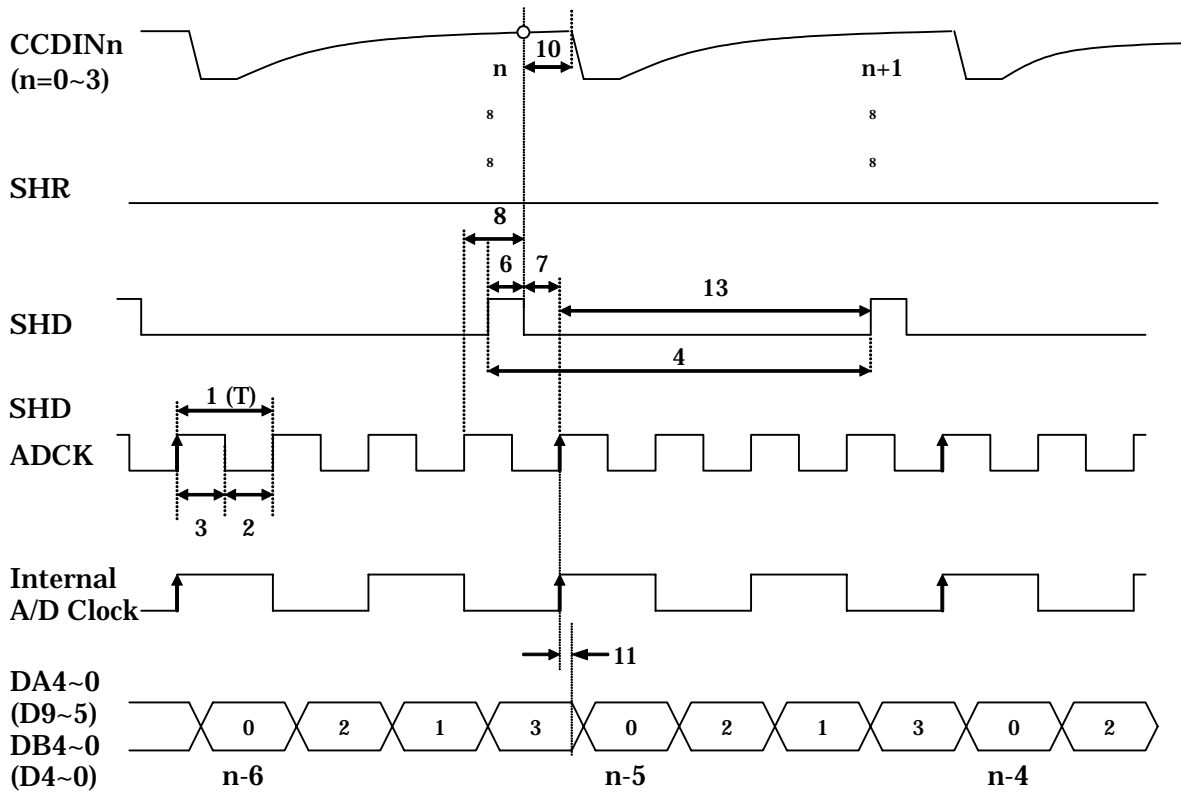 CCDINn
(n=0~3)
10
n
n+1
8
8
8
8
SHR
8
6
7
13
SHD
4
SHD
1 (T)
ADCK
3
2
Internal
A/D Clock
11
DA4~0
(D9~5)
DB4~0
(D4~0)
0 2 1 3 0 2 1 3 0 2
n-6 n-5 n-4